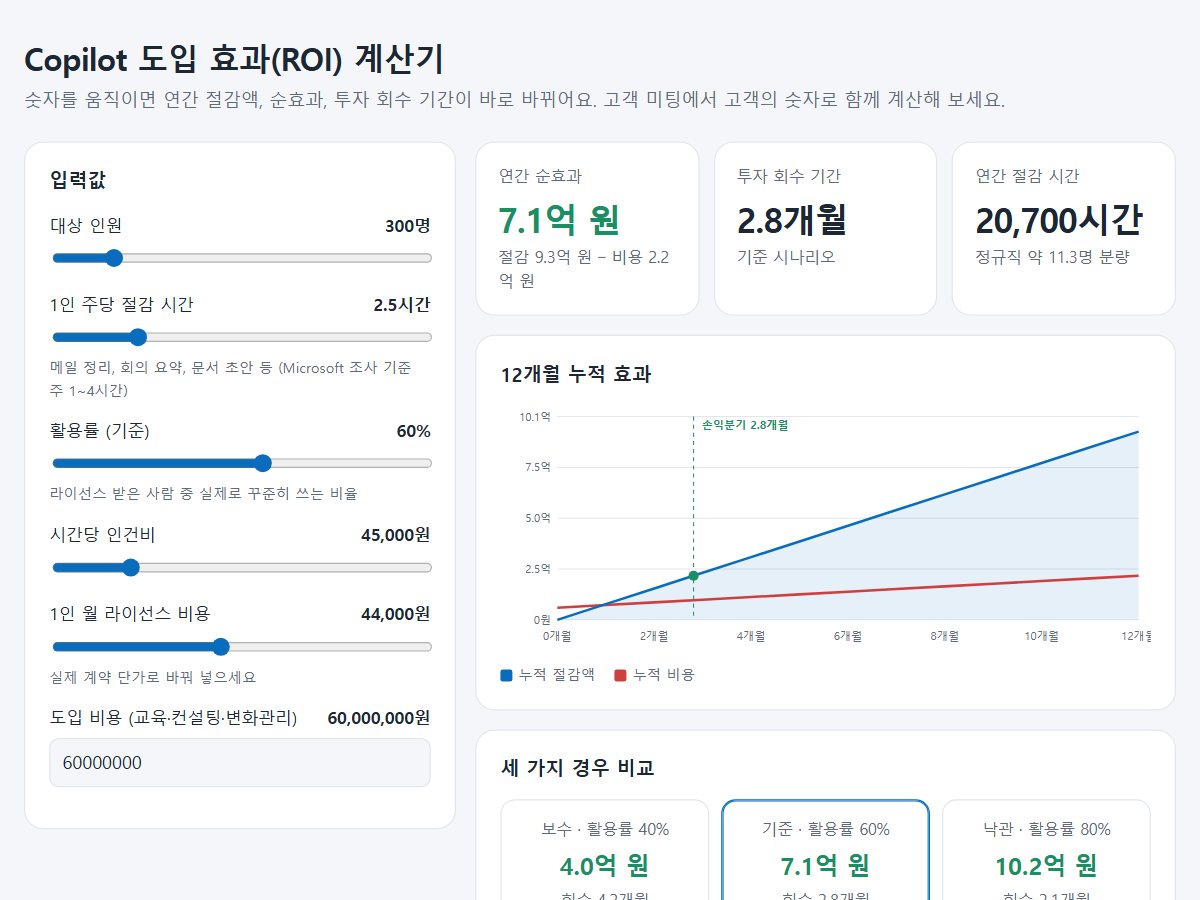 Copilot 도입 효과(ROI) 계산기
숫자를 움직이면 연간 절감액, 순효과, 투자 회수 기간이 바로 바뀌어요. 고객 미팅에서 고객의 숫자로 함께 계산해 보세요.
입력값
대상 인원 300명
1인 주당 절감 시간 2.5시간
메일 정리, 회의 요약, 문서 초안 등 (Microsoft 조사 기준
주 1~4시간)
활용률 (기준) 60%
라이선스 받은 사람 중 실제로 꾸준히 쓰는 비율
시간당 인건비 45,000원
1인 월 라이선스 비용 44,000원
실제 계약 단가로 바꿔 넣으세요
도입 비용 (교육·컨설팅·변화관리) 60,000,000원
60000000
연간 순효과
7.1억 원
절감 9.3억 원 − 비용 2.2
억 원
투자 회수 기간
2.8개월
기준 시나리오
연간 절감 시간
20,700시간
정규직 약 11.3명 분량
12개월 누적 효과
10.1억
손익분기 2.8개월
7.5억
5.0억
2.5억
0원
0개월 2개월 4개월 6개월 8개월 10개월 12개월
누적 절감액 누적 비용
세 가지 경우 비교
보수 · 활용률 40%
4.0억 원
회수 4.2개월
기준 · 활용률 60%
7.1억 원
회수 2.8개월
낙관 · 활용률 80%
10.2억 원
회수 2.1개월